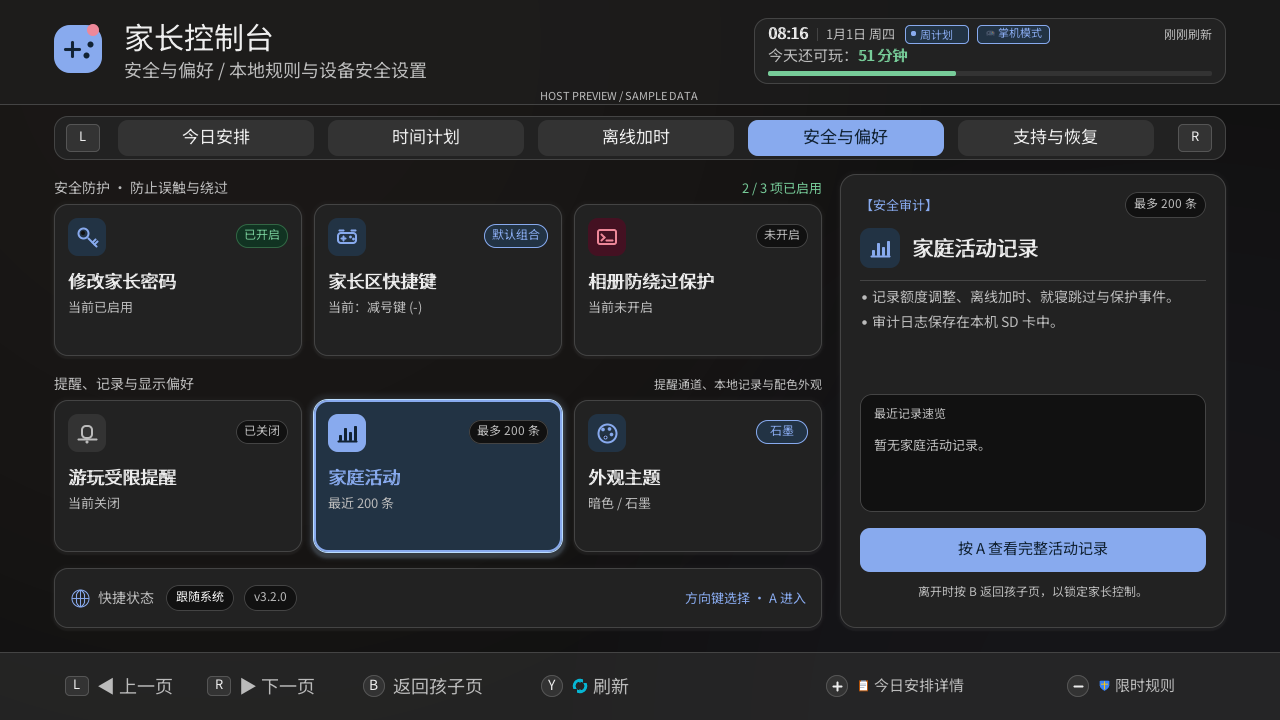 家长控制台
安全与偏好 / 本地规则与设备安全设置
08:16 | 1月1日 周四 周计划 掌机模式 刚刚刷新
今天还可玩：51 分钟
HOST PREVIEW / SAMPLE DATA
L 今日安排 时间计划 离线加时 安全与偏好 支持与恢复 R
安全防护 · 防止误触与绕过 2 / 3 项已启用
已开启
修改家长密码
当前已启用
默认组合
家长区快捷键
当前：减号键 (-)
未开启
相册防绕过保护
当前未开启
提醒、记录与显示偏好 提醒通道、本地记录与配色外观
已关闭
游玩受限提醒
当前关闭
最多 200 条
家庭活动
最近 200 条
石墨
外观主题
暗色 / 石墨
快捷状态 跟随系统 v3.2.0 方向键选择 · A 进入
【安全审计】 最多 200 条
家庭活动记录
• 记录额度调整、离线加时、就寝跳过与保护事件。
• 审计日志保存在本机 SD 卡中。
最近记录速览
暂无家庭活动记录。
按 A 查看完整活动记录
离开时按 B 返回孩子页，以锁定家长控制。
L ◀ 上一页 R ▶ 下一页 B 返回孩子页 Y 刷新 + 今日安排详情 − 限时规则